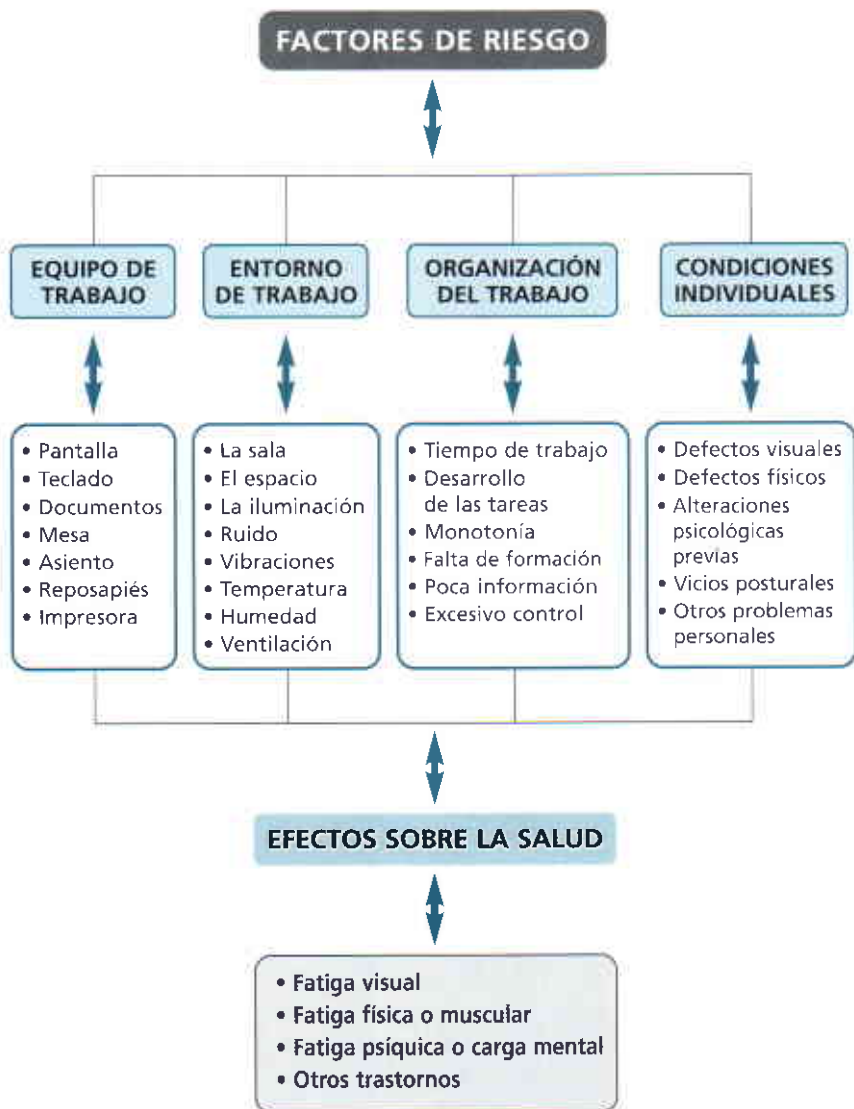 FACTORES DE RIESGO
EQUIPO DE
TRABAJO
ENTORNO
DE TRABAJO
ORGANIZACIÓN
DEL TRABAJO
CONDICIONES
INDIVIDUALES
• Pantalla
• Teclado
• Documentos
• Mesa
• Asiento
• Reposapiés
• Impresora
• La sala
• El espacio
• La iluminación
• Ruido
• Vibraciones
• Temperatura
• Humedad
• Ventilación
• Tiempo de trabajo
• Desarrollo
de las tareas
• Monotonía
• Falta de formación
• Poca información
• Excesivo control
• Defectos visuales
• Defectos físicos
• Alteraciones
psicológicas
previas
• Vicios posturales
• Otros problemas
personales
EFECTOS SOBRE LA SALUD
• Fatiga visual
• Fatiga física o muscular
• Fatiga psíquica o carga mental
• Otros trastornos